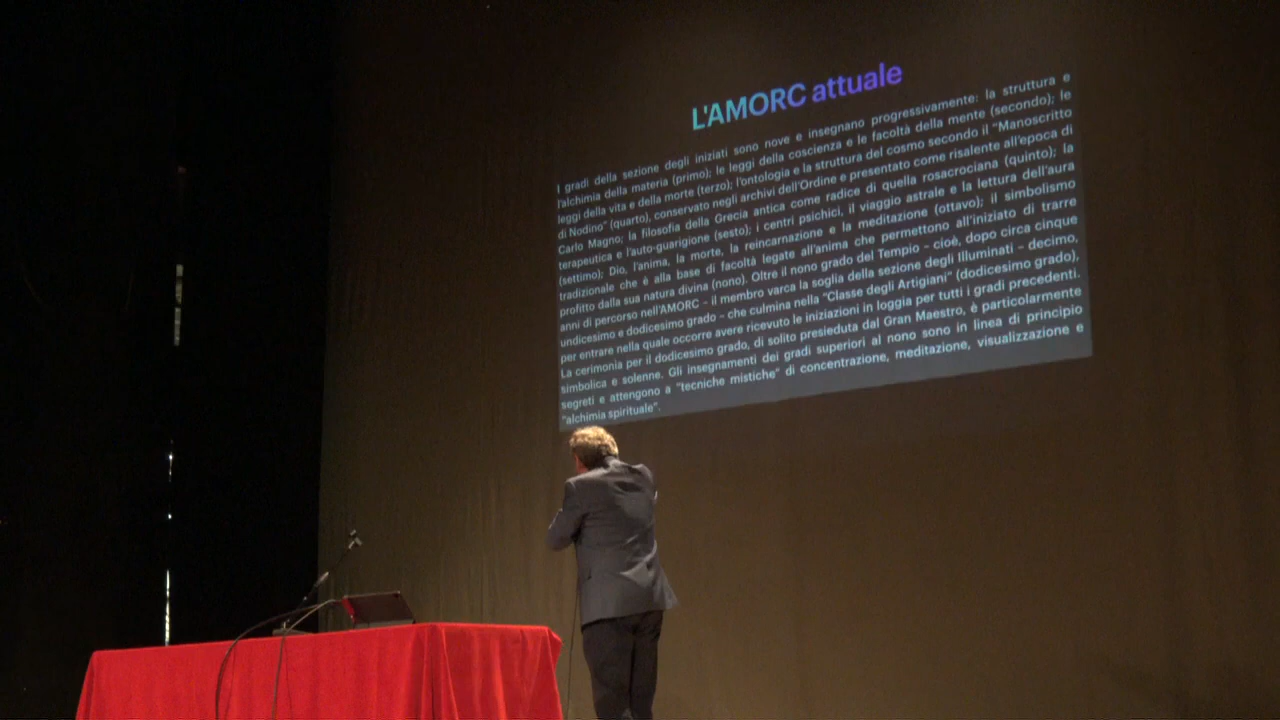 L'AMORC attuale
I gradi della sezione degli iniziati sono nove e insegnano progressivamente: la struttura e
l'alchimia della materia (primo); le leggi della coscienza e le facoltà della mente (secondo); le
leggi della vita e della morte (terzo); l'ontologia e la struttura del cosmo secondo il "Manoscritto
di Nodino" (quarto), conservato negli archivi dell'Ordine e presentato come risalente all'epoca di
Carlo Magno; la filosofia della Grecia antica come radice di quella rosacrociana (quinto); la
terapeutica e l'auto-guarigione (sesto); i centri psichici, il viaggio astrale e la lettura dell'aura
(settimo); Dio, l'anima, la morte, la reincarnazione e la meditazione (ottavo); il simbolismo
tradizionale che è alla base di facoltà legate all'anima che permettono all'iniziato di trarre
profitto dalla sua natura divina (nono). Oltre il nono grado del Tempio – cioè, dopo circa cinque
anni di percorso nell'AMORC – il membro varca la soglia della sezione degli Illuminati – decimo,
undicesimo e dodicesimo grado – che culmina nella "Classe degli Artigiani" (dodicesimo grado),
per entrare nella quale occorre avere ricevuto le iniziazioni in loggia per tutti i gradi precedenti.
La cerimonia per il dodicesimo grado, di solito presieduta dal Gran Maestro, è particolarmente
simbolica e solenne. Gli insegnamenti dei gradi superiori al nono sono in linea di principio
segreti e attengono a "tecniche mistiche" di concentrazione, meditazione, visualizzazione e
"alchimia spirituale".